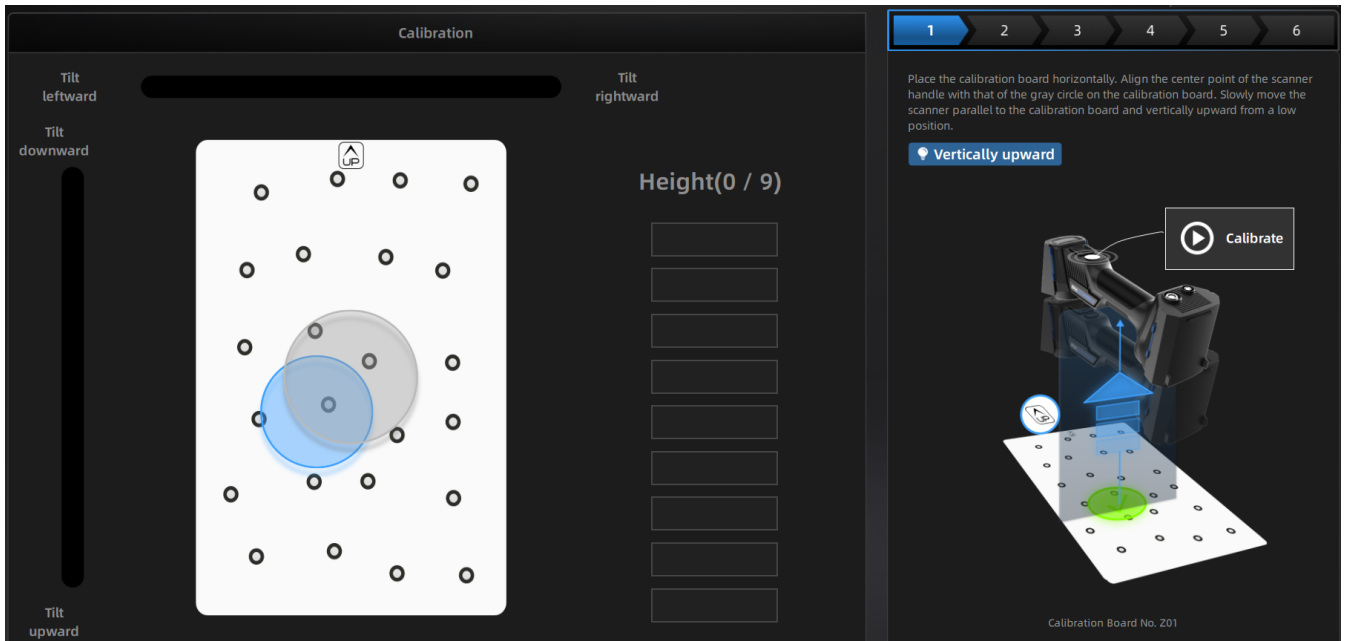 Calibration
Tilt
leftward
Tilt
rightward
Tilt
downward
UP
Height(0 / 9)
Tilt
upward
1
2
3
4
5
6
Place the calibration board horizontally. Align the center point of the scanner
handle with that of the gray circle on the calibration board. Slowly move the
scanner parallel to the calibration board and vertically upward from a low
position.
Vertically upward
Calibrate
UP
Calibration Board No. Z01